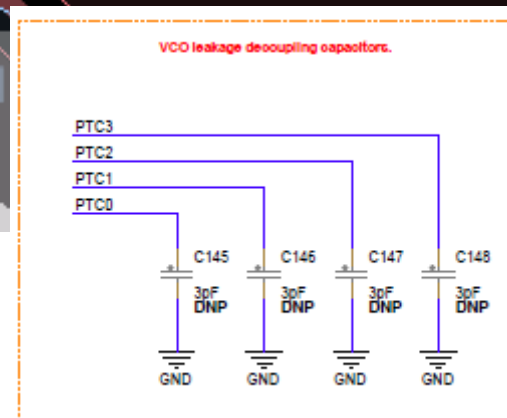 VCO leakage decoupling capacitors.
PTC3
PTC2
PTC1
PTC0
C145 C146 C147 C148
3pF 3pF 3pF 3pF
DNP DNP DNP DNP
GND GND GND GND